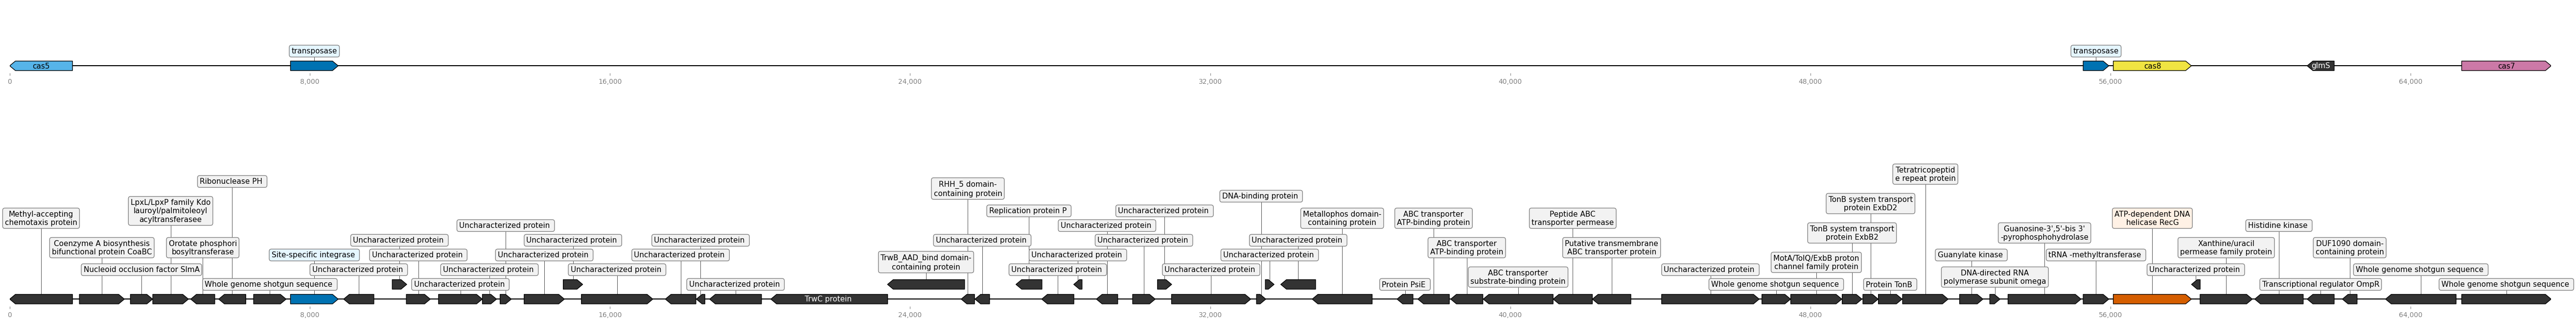 transposase
transposase
cas5
cas8
glmS
cas7
0
8,000
16,000
24,000
32,000
40,000
48,000
56,000
64,000
Tetratricopeptid
e repeat protein
Ribonuclease PH
RHH_5 domain-
containing protein
DNA-binding protein
TonB system transport
protein ExbD2
LpxL/LpxP family Kdo
lauroyl/palmitoleoyl
acyltransferasee
Replication protein P
Uncharacterized protein
Methyl-accepting
chemotaxis protein
Metallophos domain-
containing protein
ABC transporter
ATP-binding protein
Peptide ABC
transporter permease
ATP-dependent DNA
helicase RecG
Uncharacterized protein
Uncharacterized protein
TonB system transport
protein ExbB2
Guanosine-3',5'-bis 3'
-pyrophosphohydrolase
Histidine kinase
Coenzyme A biosynthesis
bifunctional protein CoaBC
Orotate phosphori
bosyltransferase
Uncharacterized protein
Uncharacterized protein
Uncharacterized protein
Uncharacterized protein
Uncharacterized protein
Uncharacterized protein
ABC transporter
ATP-binding protein
Putative transmembrane
ABC transporter protein
Xanthine/uracil
permease family protein
DUF1090 domain-
containing protein
Site-specific integrase
Uncharacterized protein
Uncharacterized protein
Uncharacterized protein
TrwB_AAD_bind domain-
containing protein
Uncharacterized protein
Uncharacterized protein
MotA/TolQ/ExbB proton
channel family protein
Guanylate kinase
tRNA -methyltransferase
Nucleoid occlusion factor SlmA
Uncharacterized protein
Uncharacterized protein
Uncharacterized protein
Uncharacterized protein
Uncharacterized protein
ABC transporter
substrate-binding protein
Uncharacterized protein
DNA-directed RNA
polymerase subunit omega
Uncharacterized protein
Whole genome shotgun sequence
Whole genome shotgun sequence
Uncharacterized protein
Uncharacterized protein
Uncharacterized protein
Protein PsiE
Whole genome shotgun sequence
Protein TonB
Transcriptional regulator OmpR
Whole genome shotgun sequence
TrwC protein
0
8,000
16,000
24,000
32,000
40,000
48,000
56,000
64,000